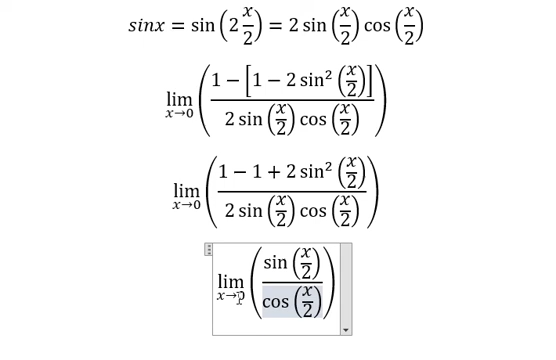 sinx = sin (2 x/2) = 2 sin (x/2) cos (x/2)
lim x→0 ((1 − [1 − 2 sin² (x/2)]) / (2 sin (x/2) cos (x/2)))
lim x→0 ((1 − 1 + 2 sin² (x/2)) / (2 sin (x/2) cos (x/2)))
lim x→0 (sin (x/2) / cos (x/2))